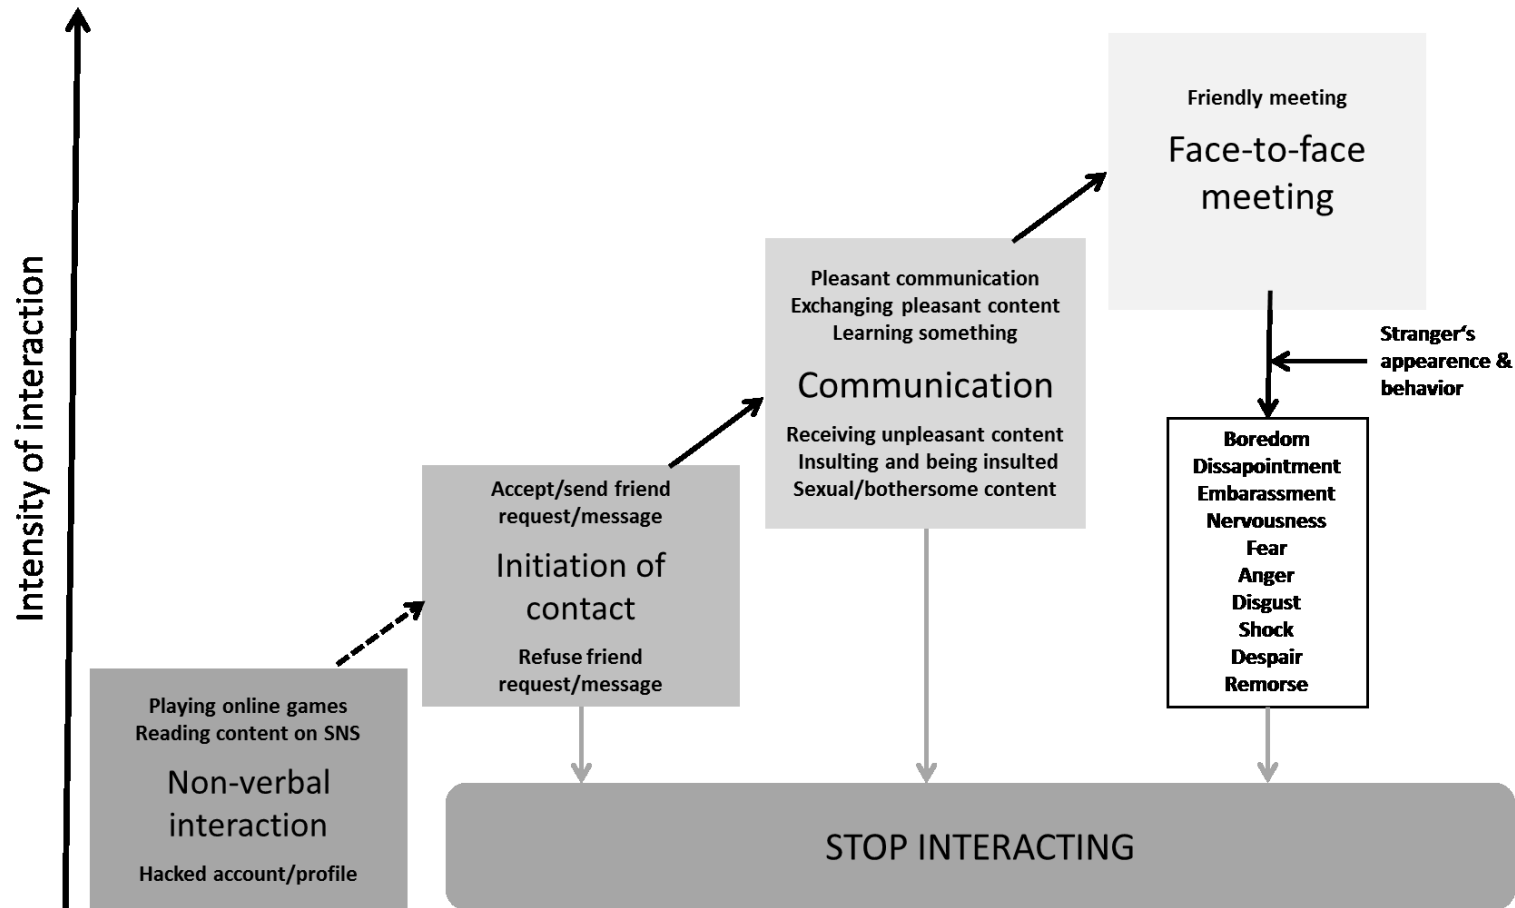 Intensity of interaction
Playing online games
Reading content on SNS
Non-verbal
interaction
Hacked account/profile
Accept/send friend
request/message
Initiation of
contact
Refuse friend
request/message
Pleasant communication
Exchanging pleasant content
Learning something
Communication
Receiving unpleasant content
Insulting and being insulted
Sexual/bothersome content
Friendly meeting
Face-to-face
meeting
Stranger‘s
appearence &
behavior
Boredom
Dissapointment
Embarassment
Nervousness
Fear
Anger
Disgust
Shock
Despair
Remorse
STOP INTERACTING